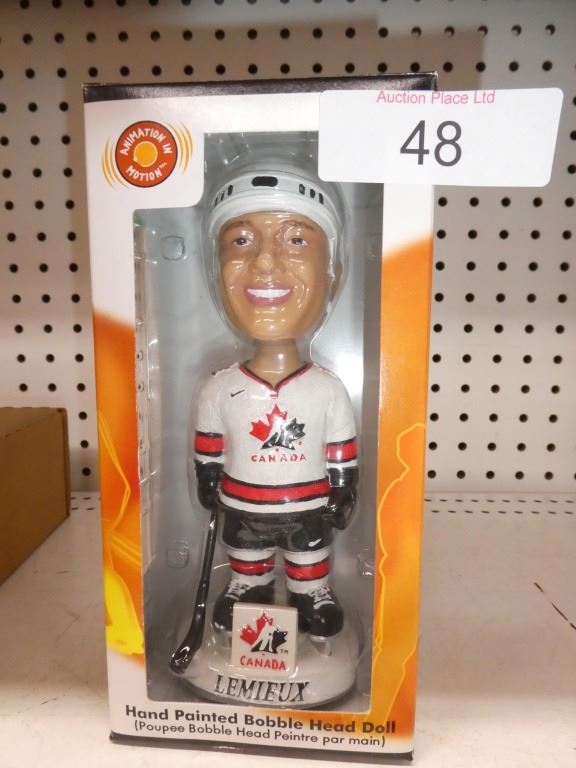 Auction Place Ltd
48
ANIMATION IN
MOTION™
CANADA
™
CANADA
LEMIEUX
Hand Painted Bobble Head Doll
(Poupee Bobble Head Peintre par main)